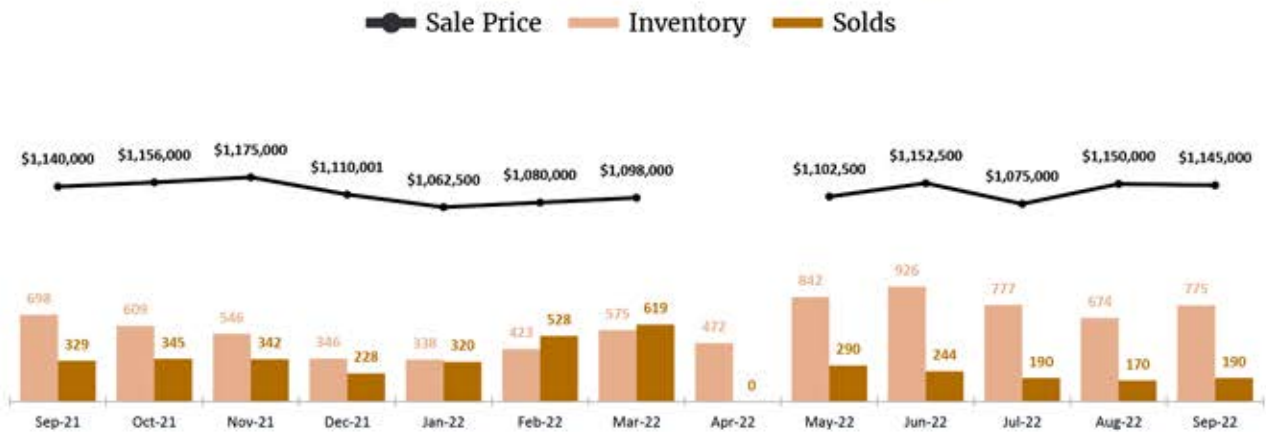 Sale Price Inventory Solds
$1,140,000 $1,156,000 $1,175,000 $1,110,001 $1,062,500 $1,080,000 $1,098,000 $1,102,500 $1,152,500 $1,075,000 $1,150,000 $1,145,000
698 609 546 346 338 423 575 472 842 926 777 674 775
329 345 342 228 320 528 619 0 290 244 190 170 190
Sep-21 Oct-21 Nov-21 Dec-21 Jan-22 Feb-22 Mar-22 Apr-22 May-22 Jun-22 Jul-22 Aug-22 Sep-22